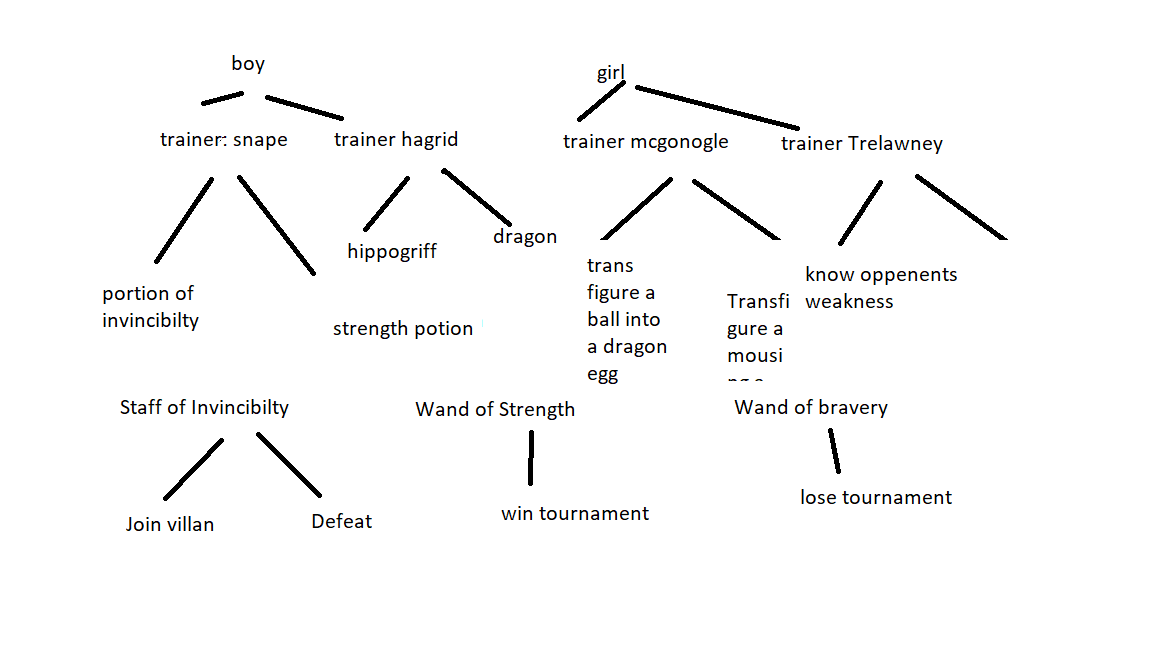 boy
girl
trainer: snape
trainer hagrid
trainer mcgonogle
trainer Trelawney
hippogriff
dragon
portion of
invincibilty
strength potion
trans
figure a
ball into
a dragon
egg
Transfi
gure a
mousi
know oppenents
weakness
Staff of Invincibilty
Wand of Strength
Wand of bravery
Join villan
Defeat
win tournament
lose tournament